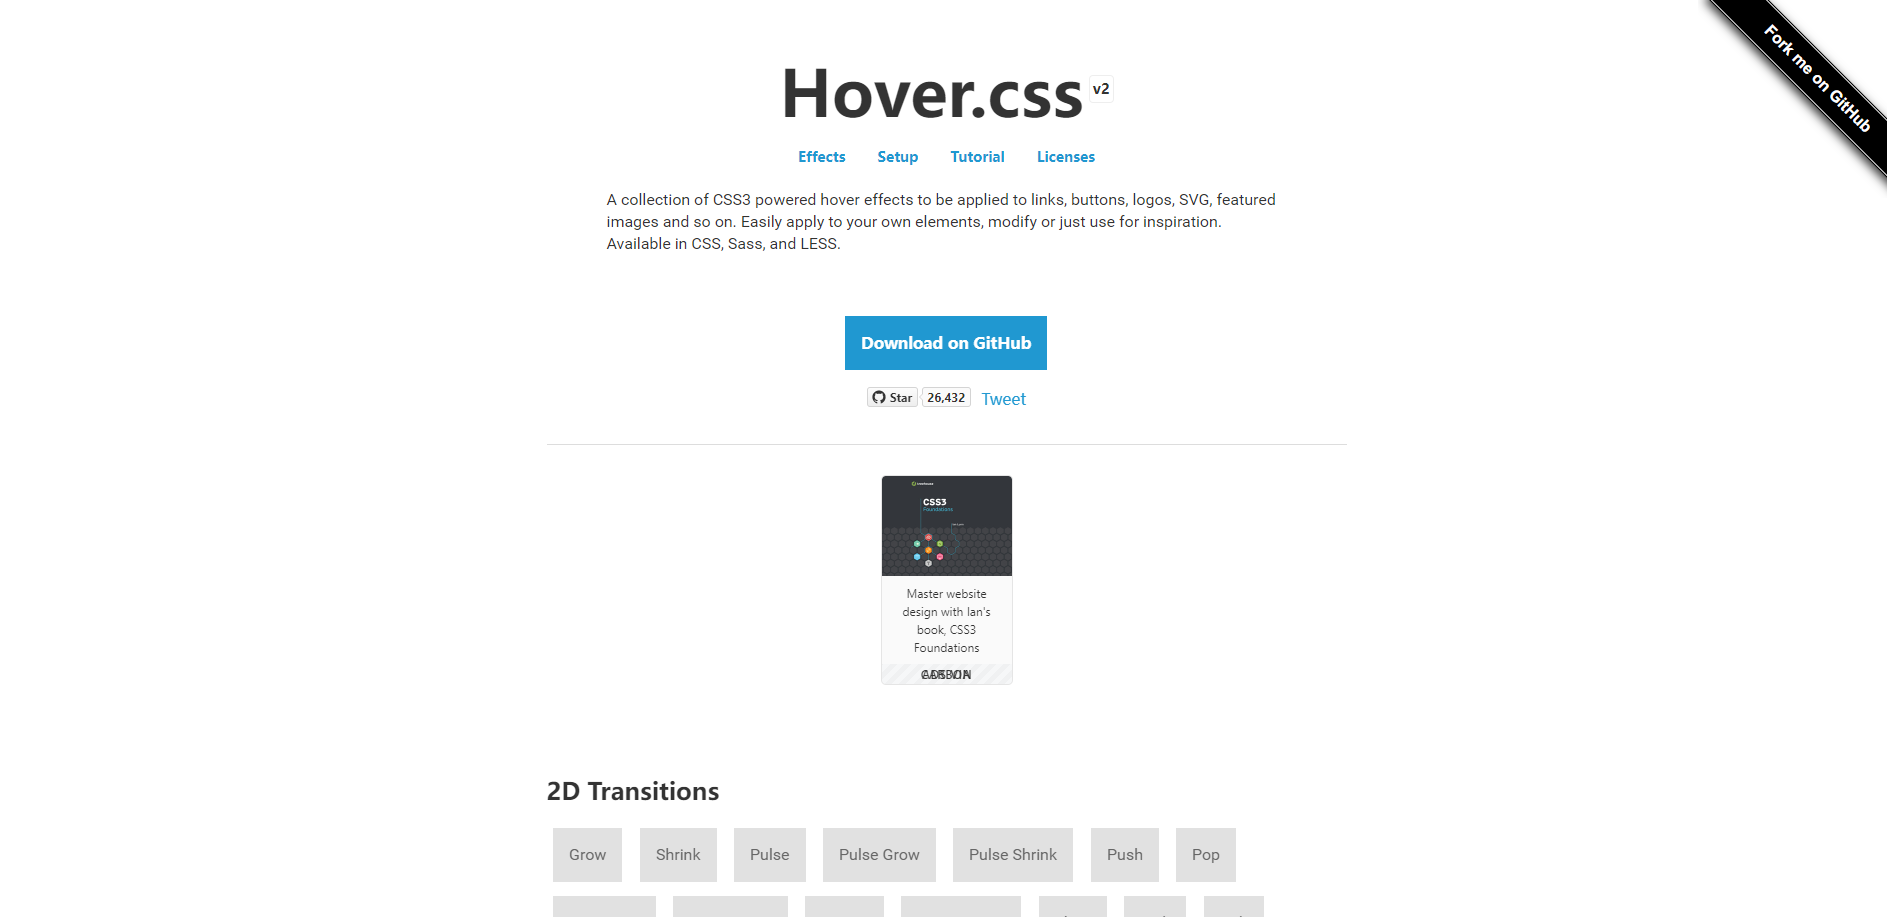 Fork me on GitHub
Hover.css v2
Effects Setup Tutorial Licenses
A collection of CSS3 powered hover effects to be applied to links, buttons, logos, SVG, featured
images and so on. Easily apply to your own elements, modify or just use for inspiration.
Available in CSS, Sass, and LESS.
Download on GitHub
Star 26,432 Tweet
treehouse
CSS3
Foundations
Master website
design with Ian's
book, CSS3
Foundations
2D Transitions
Grow Shrink Pulse Pulse Grow Pulse Shrink Push Pop